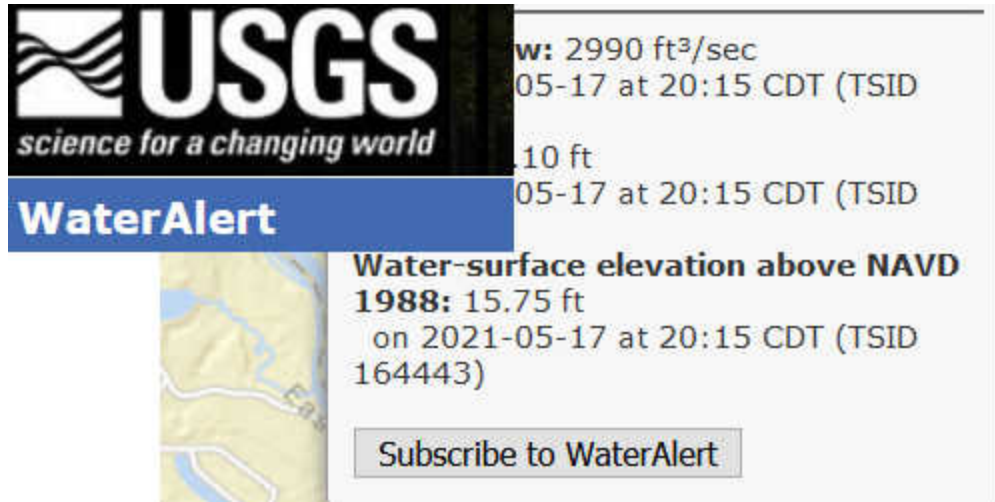 USGS
science for a changing world
WaterAlert
w: 2990 ft³/sec
05-17 at 20:15 CDT (TSID
.10 ft
05-17 at 20:15 CDT (TSID
Water-surface elevation above NAVD
1988: 15.75 ft
on 2021-05-17 at 20:15 CDT (TSID
164443)
Eas
Subscribe to WaterAlert